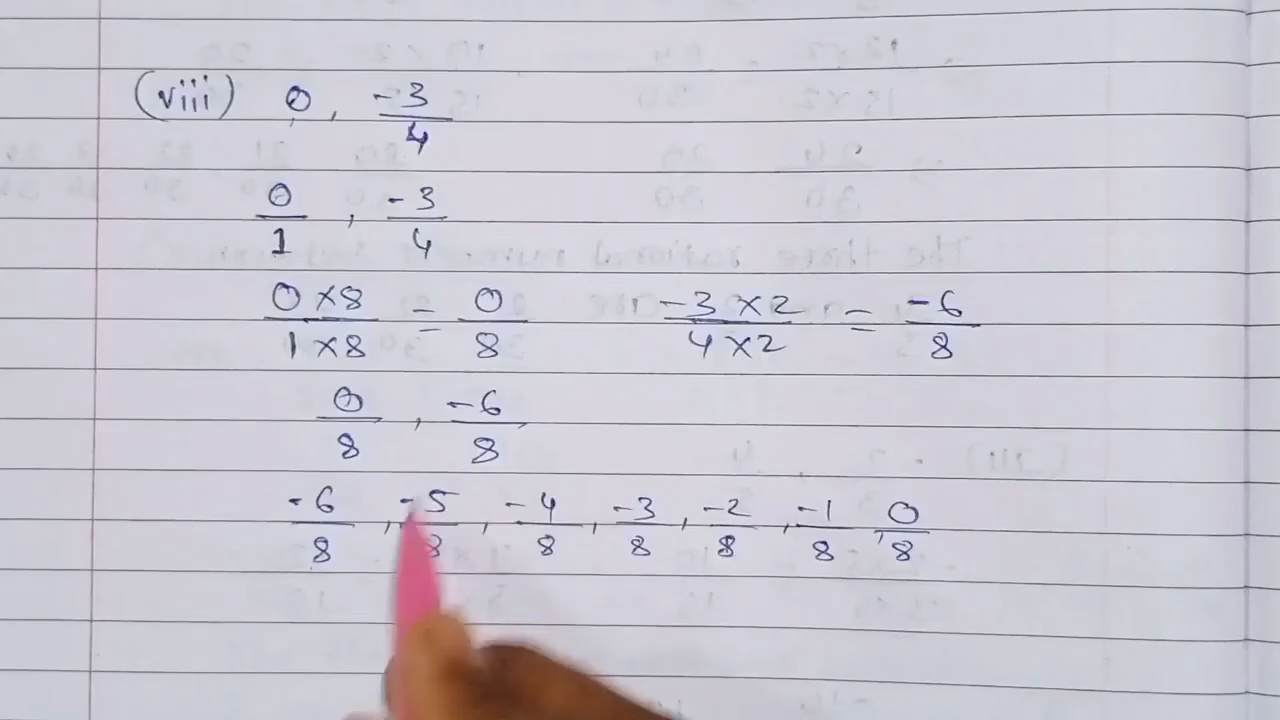 (viii) 0, -3/4
0/1, -3/4
0×8/1×8 = 0/8 -3×2/4×2 = -6/8
0/8, -6/8
-6/8, -5/8, -4/8, -3/8, -2/8, -1/8, 0/8